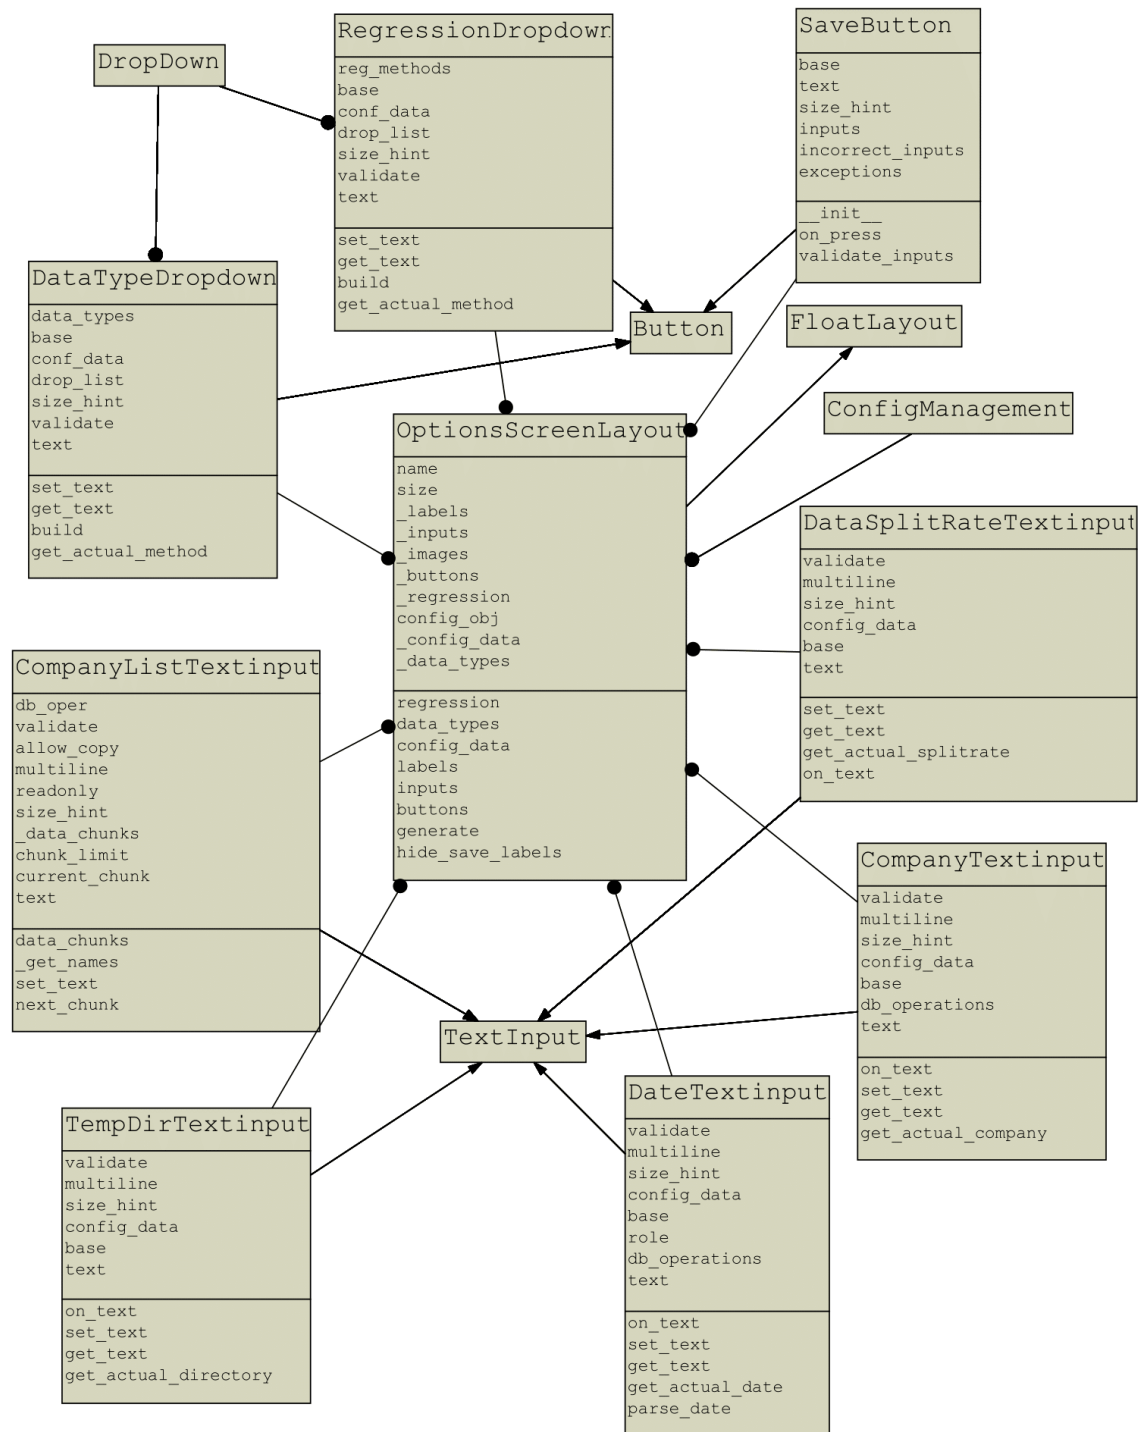 DropDown
RegressionDropdown
reg_methods
base
conf_data
drop_list
size_hint
validate
text
set_text
get_text
build
get_actual_method
SaveButton
base
text
size_hint
inputs
incorrect_inputs
exceptions
__init__
on_press
validate_inputs
DataTypeDropdown
data_types
base
conf_data
drop_list
size_hint
validate
text
set_text
get_text
build
get_actual_method
Button
FloatLayout
ConfigManagement
OptionsScreenLayout
name
size
_labels
_inputs
_images
_buttons
_regression
config_obj
_config_data
_data_types
regression
data_types
config_data
labels
inputs
buttons
generate
hide_save_labels
DataSplitRateTextinput
validate
multiline
size_hint
config_data
base
text
set_text
get_text
get_actual_splitrate
on_text
CompanyListTextinput
db_oper
validate
allow_copy
multiline
readonly
size_hint
_data_chunks
chunk_limit
current_chunk
text
data_chunks
_get_names
set_text
next_chunk
CompanyTextinput
validate
multiline
size_hint
config_data
base
db_operations
text
on_text
set_text
get_text
get_actual_company
TextInput
TempDirTextinput
validate
multiline
size_hint
config_data
base
text
on_text
set_text
get_text
get_actual_directory
DateTextinput
validate
multiline
size_hint
config_data
base
role
db_operations
text
on_text
set_text
get_text
get_actual_date
parse_date